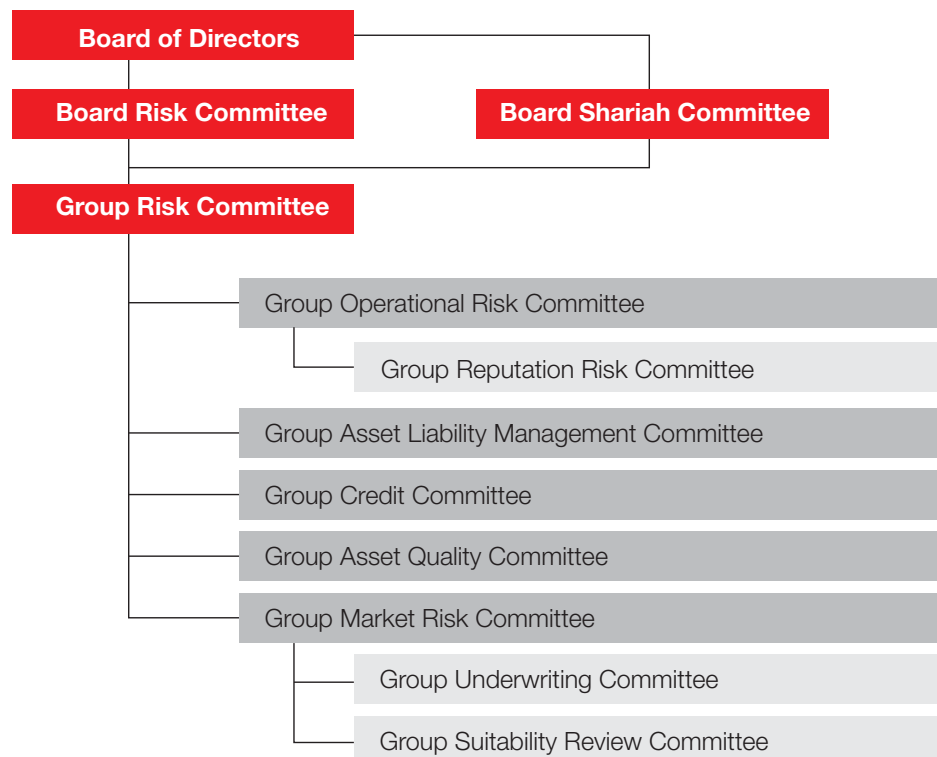 Board of Directors
Board Risk Committee
Board Shariah Committee
Group Risk Committee
Group Operational Risk Committee
Group Reputation Risk Committee
Group Asset Liability Management Committee
Group Credit Committee
Group Asset Quality Committee
Group Market Risk Committee
Group Underwriting Committee
Group Suitability Review Committee